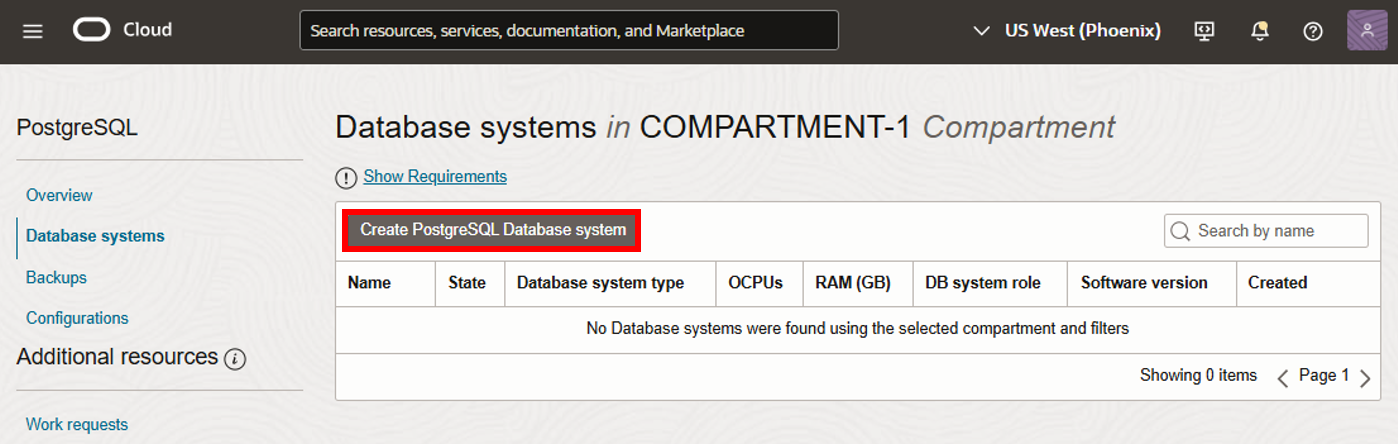 Cloud
Search resources, services, documentation, and Marketplace
US West (Phoenix)
PostgreSQL
Overview
Database systems
Backups
Configurations
Additional resources
Work requests
Database systems in COMPARTMENT-1 Compartment
Show Requirements
Create PostgreSQL Database system
Search by name
Name State Database system type OCPUs RAM (GB) DB system role Software version Created
No Database systems were found using the selected compartment and filters
Showing 0 items Page 1